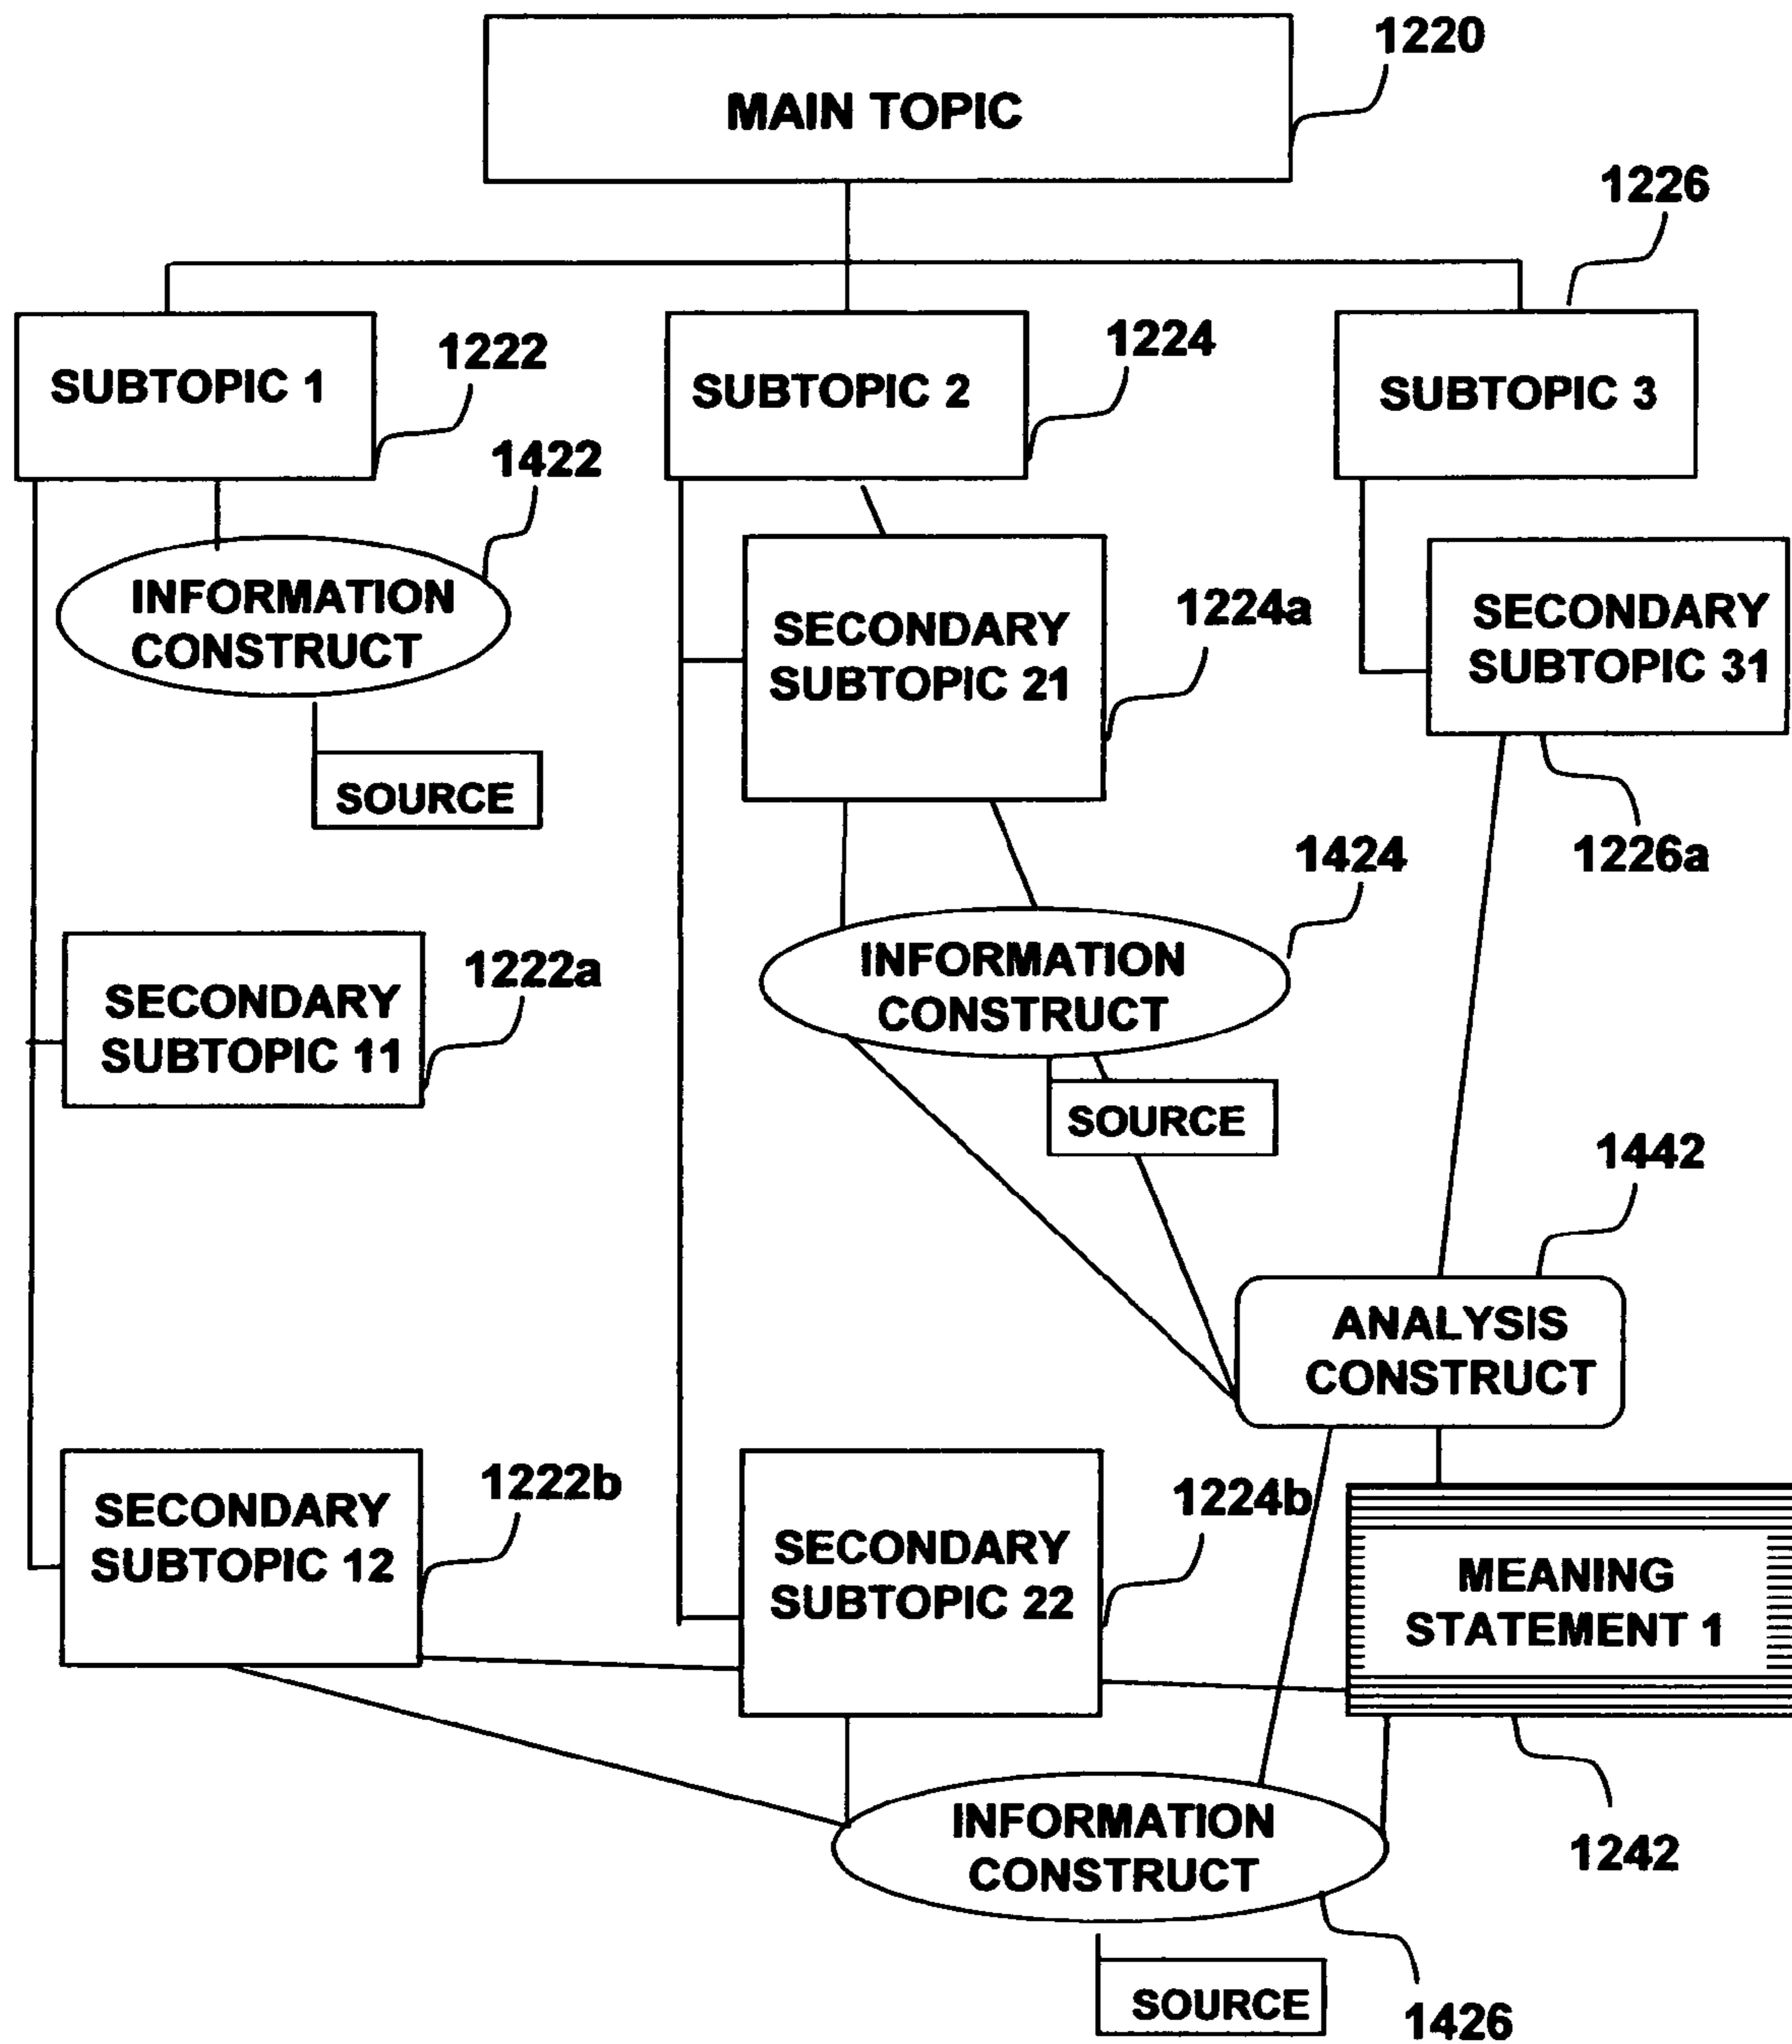 1220
MAIN TOPIC
1226
SUBTOPIC 1
1222
SUBTOPIC 2
1224
SUBTOPIC 3
1422
INFORMATION
CONSTRUCT
SOURCE
SECONDARY
SUBTOPIC 21
1224a
SECONDARY
SUBTOPIC 31
1226a
1424
INFORMATION
CONSTRUCT
SOURCE
SECONDARY
SUBTOPIC 11
1222a
1442
ANALYSIS
CONSTRUCT
SECONDARY
SUBTOPIC 12
1222b
SECONDARY
SUBTOPIC 22
1224b
MEANING
STATEMENT 1
1242
INFORMATION
CONSTRUCT
SOURCE
1426